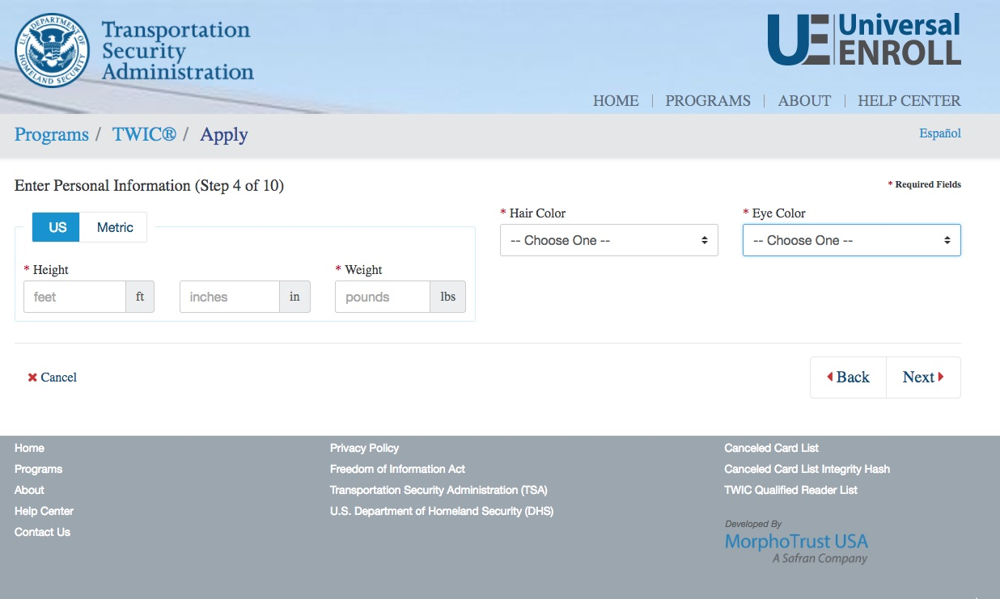 U.S. DEPARTMENT OF HOMELAND SECURITY
Transportation
Security
Administration
UE Universal
ENROLL
HOME | PROGRAMS | ABOUT | HELP CENTER
Programs / TWIC® / Apply
Español
Enter Personal Information (Step 4 of 10)
* Required Fields
US Metric
* Hair Color
* Eye Color
-- Choose One --
-- Choose One --
* Height
* Weight
feet ft
inches in
pounds lbs
Cancel
Back
Next
Home
Programs
About
Help Center
Contact Us
Privacy Policy
Freedom of Information Act
Transportation Security Administration (TSA)
U.S. Department of Homeland Security (DHS)
Canceled Card List
Canceled Card List Integrity Hash
TWIC Qualified Reader List
Developed By
MorphoTrust USA
A Safran Company